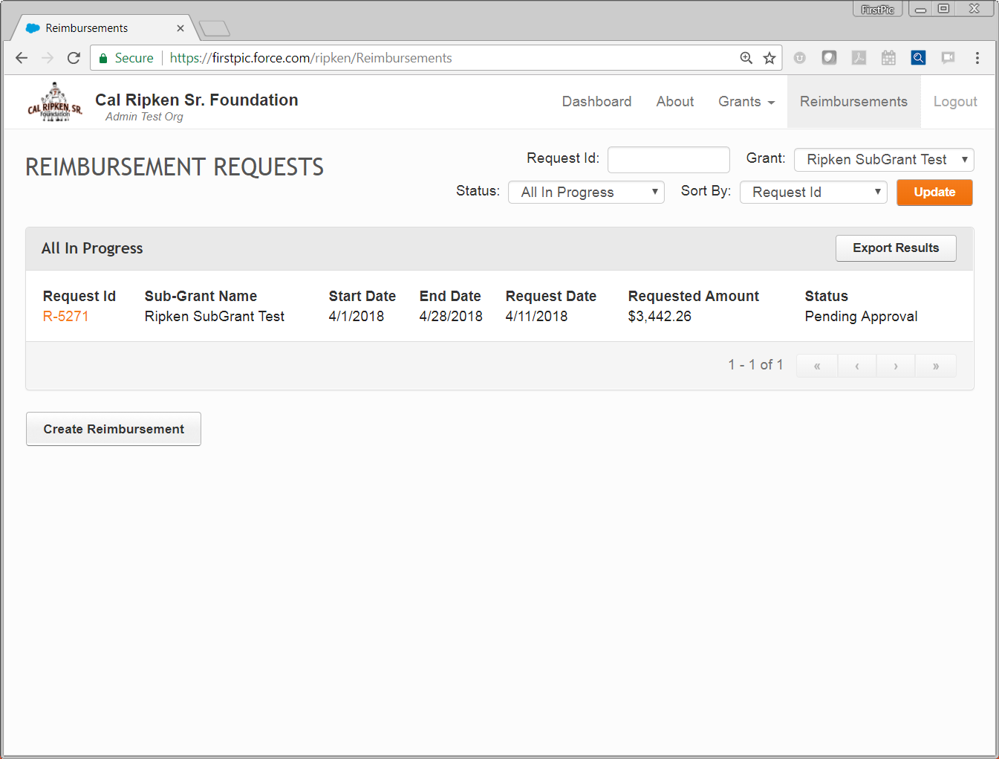 FirstPic
Reimbursements
Secure https://firstpic.force.com/ripken/Reimbursements
CAL RIPKEN, SR.
Foundation
Cal Ripken Sr. Foundation
Admin Test Org
Dashboard About Grants Reimbursements Logout
REIMBURSEMENT REQUESTS
Request Id: Grant: Ripken SubGrant Test
Status: All In Progress Sort By: Request Id Update
All In Progress Export Results
Request Id Sub-Grant Name Start Date End Date Request Date Requested Amount Status
R-5271 Ripken SubGrant Test 4/1/2018 4/28/2018 4/11/2018 $3,442.26 Pending Approval
1 - 1 of 1 « ‹ › »
Create Reimbursement